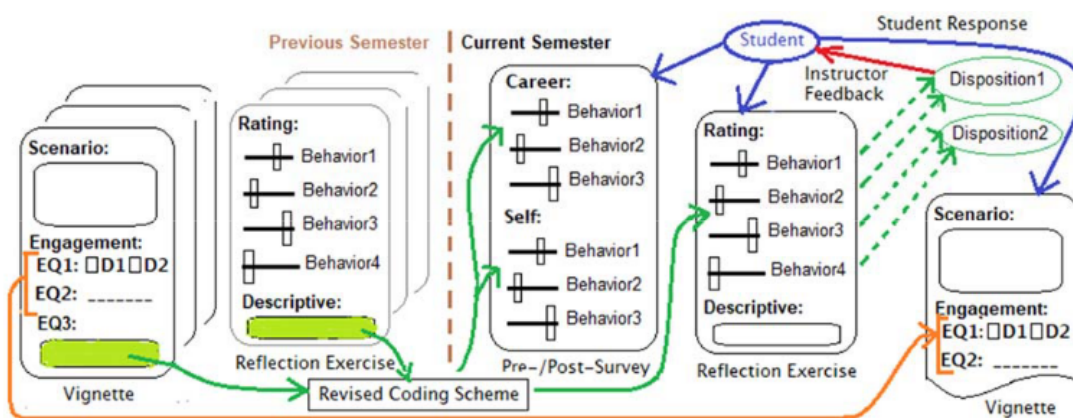 Previous Semester
Current Semester
Student
Student Response
Instructor
Feedback
Disposition1
Disposition2
Scenario:
Engagement:
EQ1: D1 D2
EQ2: _______
EQ3:
Vignette
Rating:
Behavior1
Behavior2
Behavior3
Behavior4
Descriptive:
Reflection Exercise
Revised Coding Scheme
Career:
Behavior1
Behavior2
Behavior3
Self:
Behavior1
Behavior2
Behavior3
Pre-/Post-Survey
Rating:
Behavior1
Behavior2
Behavior3
Behavior4
Descriptive:
Reflection Exercise
Scenario:
Engagement:
EQ1: D1 D2
EQ2: _______
Vignette